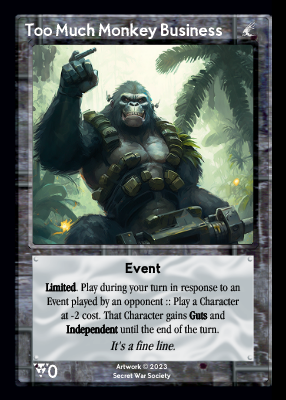 Too Much Monkey Business
Event
Limited. Play during your turn in response to an
Event played by an opponent :: Play a Character
at -2 cost. That Character gains Guts and
Independent until the end of the turn.
It's a fine line.
0
Artwork © 2023
Secret War Society